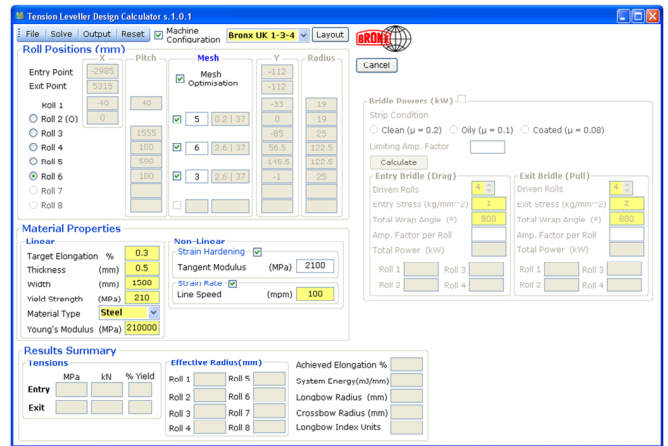 Tension Leveller Design Calculator s.1.0.1
File Solve Output Reset Machine Configuration Bronx UK 1-3-4 Layout
BRONX
Cancel
Roll Positions (mm)
X Pitch Mesh Y Radius
Entry Point -2985 Mesh Optimisation -112
Exit Point 5315 -112
Roll 1 -40 40 -33 19
Roll 2 (O) 0 5 0.2 | 37 0 19
Roll 3 1555 -85 25
Roll 4 100 6 2.6 | 37 56.5 122.5
Roll 5 590 -145.5 122.5
Roll 6 100 3 2.6 | 37 -1 25
Roll 7
Roll 8
Bridle Powers (kW)
Strip Condition
Clean (μ = 0.2) Oily (μ = 0.1) Coated (μ = 0.08)
Limiting Amp. Factor
Calculate
Entry Bridle (Drag)
Driven Rolls 4
Entry Stress (kg/mm^2) 1
Total Wrap Angle (º) 800
Amp. Factor per Roll
Total Power (kW)
Roll 1 Roll 3
Roll 2 Roll 4
Exit Bridle (Pull)
Driven Rolls 4
Exit Stress (kg/mm^2) 2
Total Wrap Angle (º) 800
Amp. Factor per Roll
Total Power (kW)
Roll 1 Roll 3
Roll 2 Roll 4
Material Properties
Linear
Target Elongation % 0.3
Thickness (mm) 0.5
Width (mm) 1500
Yield Strength (MPa) 210
Material Type Steel
Young's Modulus (MPa) 210000
Non-Linear
Strain Hardening
Tangent Modulus (MPa) 2100
Strain Rate
Line Speed (mpm) 100
Results Summary
Tensions
MPa kN % Yield
Entry
Exit
Effective Radius(mm)
Roll 1 Roll 5
Roll 2 Roll 6
Roll 3 Roll 7
Roll 4 Roll 8
Achieved Elongation %
System Energy(mJ/mm)
Longbow Radius (mm)
Crossbow Radius (mm)
Longbow Index Units